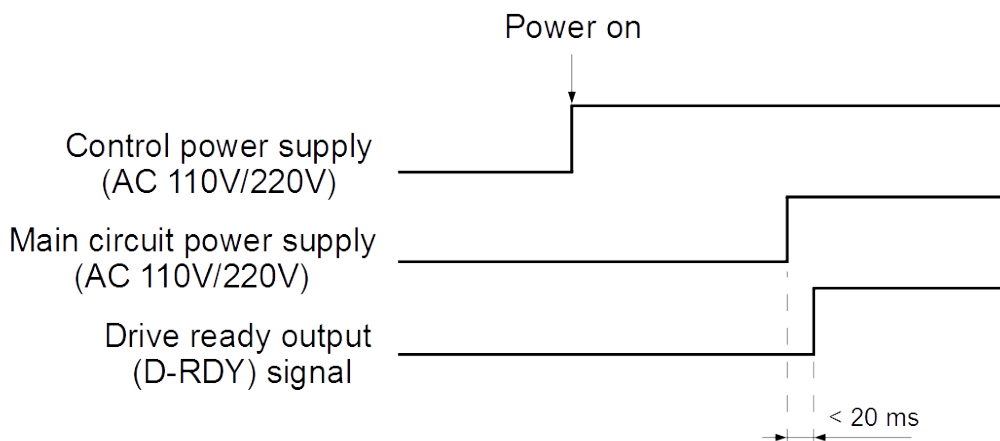 Power on
Control power supply
(AC 110V/220V)
Main circuit power supply
(AC 110V/220V)
Drive ready output
(D-RDY) signal
< 20 ms